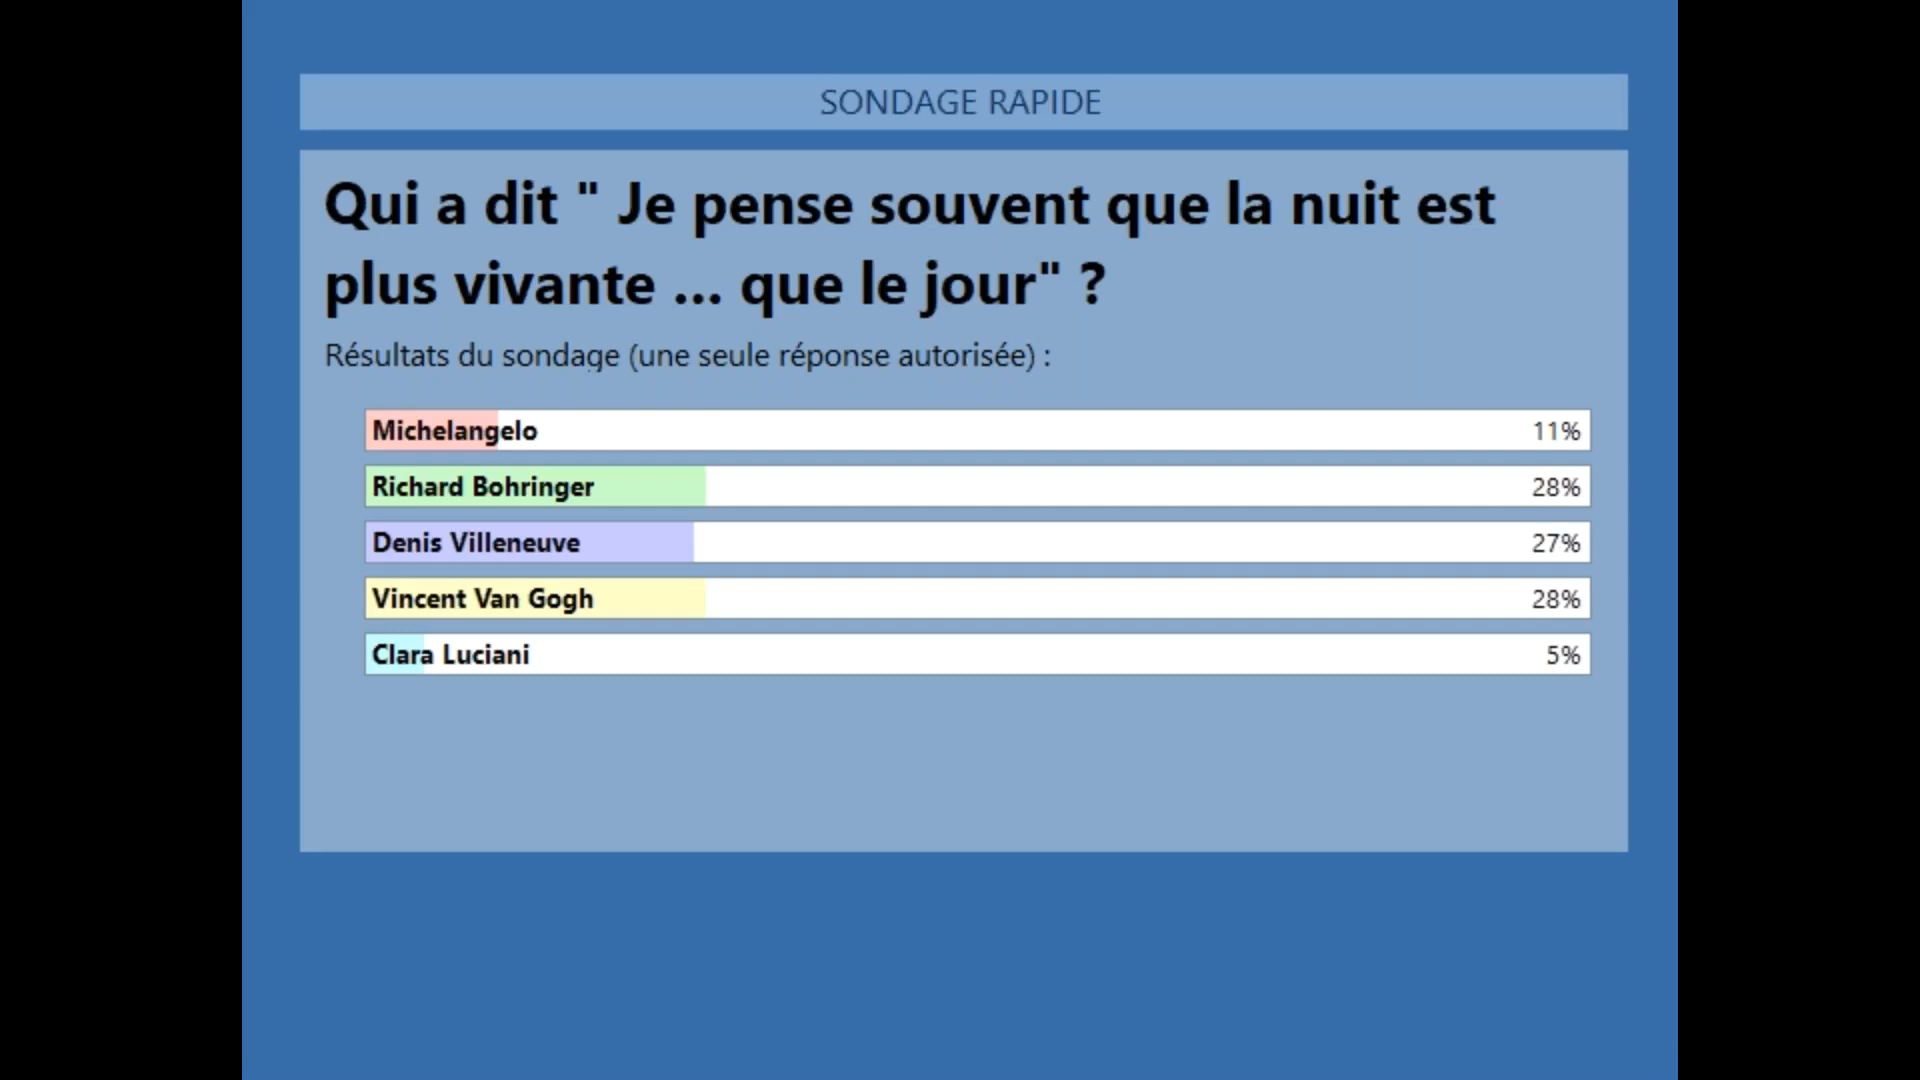 SONDAGE RAPIDE
Qui a dit " Je pense souvent que la nuit est
plus vivante ... que le jour" ?
Résultats du sondage (une seule réponse autorisée) :
Michelangelo 11%
Richard Bohringer 28%
Denis Villeneuve 27%
Vincent Van Gogh 28%
Clara Luciani 5%